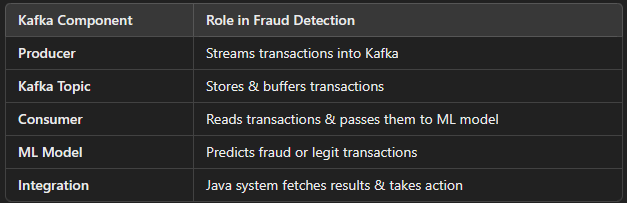 Kafka Component Role in Fraud Detection
Producer Streams transactions into Kafka
Kafka Topic Stores & buffers transactions
Consumer Reads transactions & passes them to ML model
ML Model Predicts fraud or legit transactions
Integration Java system fetches results & takes action